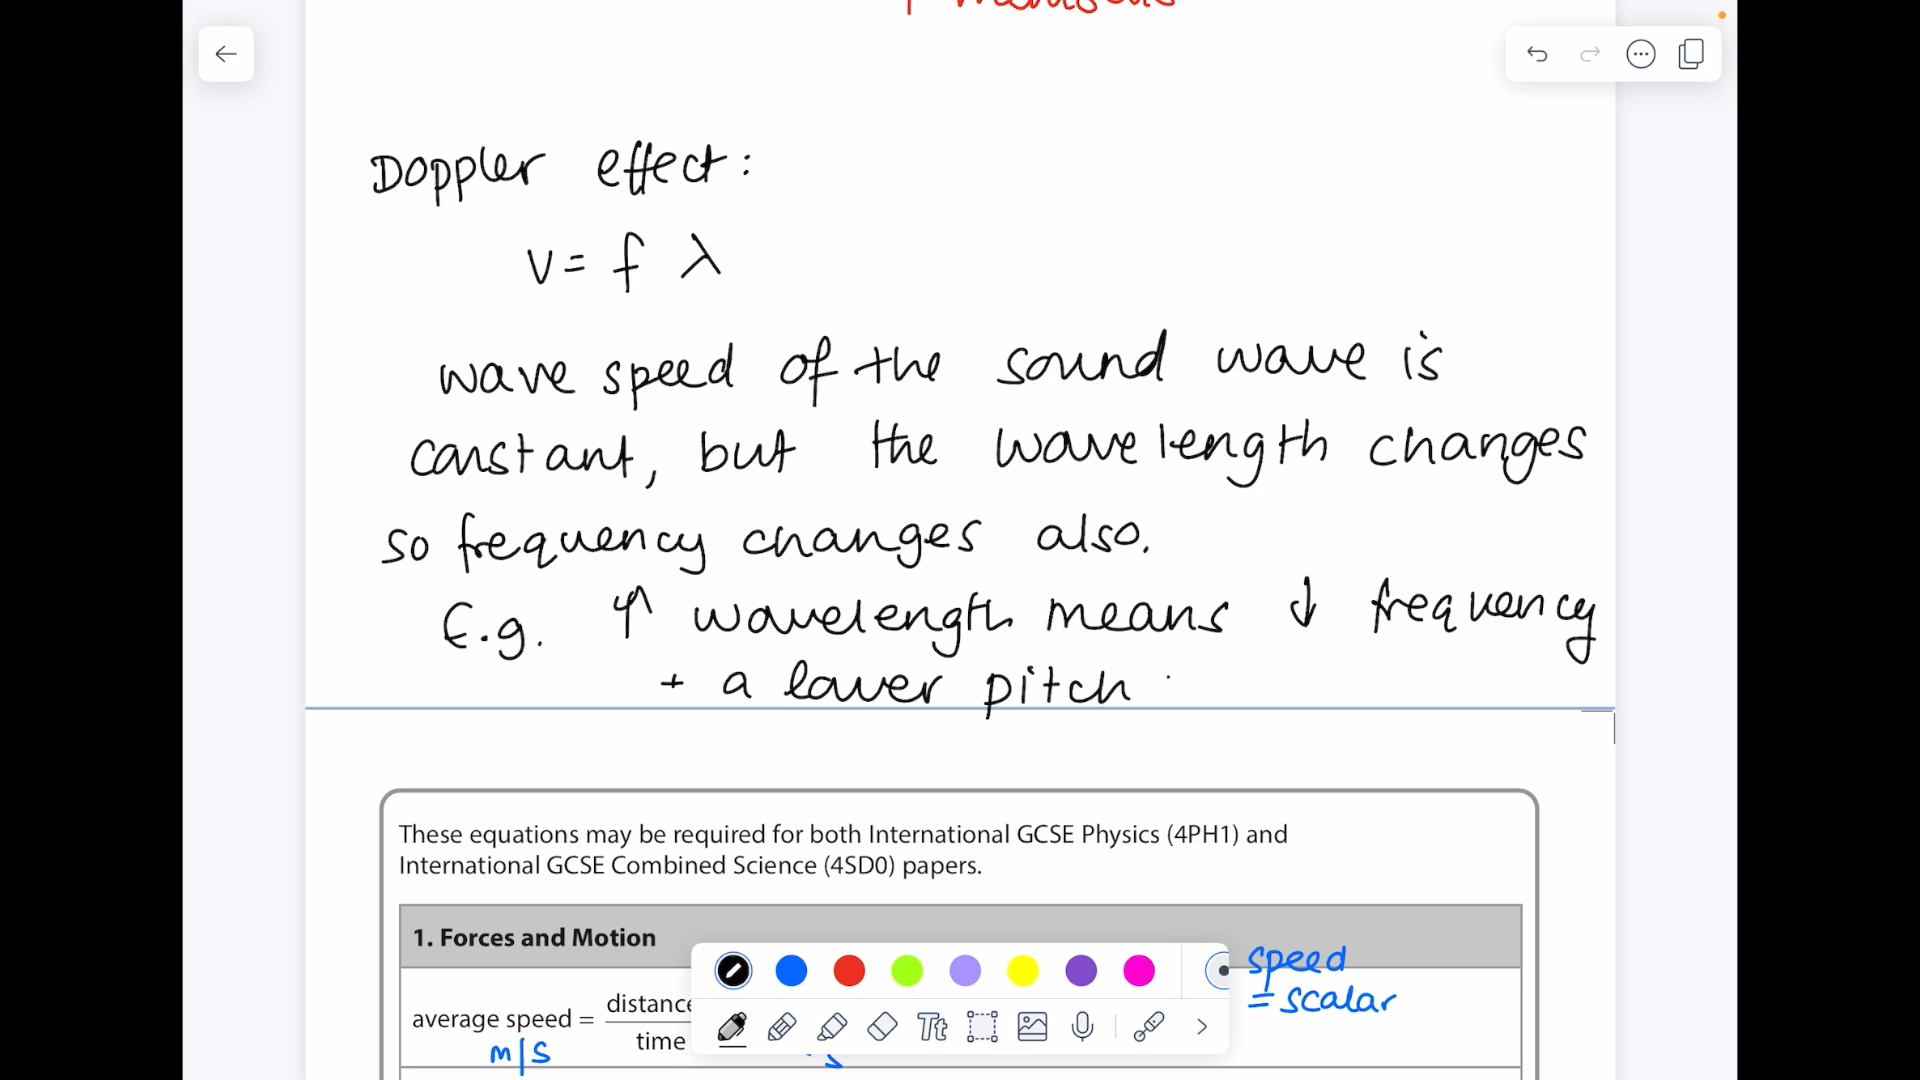 Doppler effect:
v = f λ
wave speed of the sound wave is
constant, but the wavelength changes
so frequency changes also.
E.g. ↑ wavelength means ↓ frequency
+ a lower pitch.
These equations may be required for both International GCSE Physics (4PH1) and
International GCSE Combined Science (4SD0) papers.
1. Forces and Motion
speed
= scalar
average speed = distance
time
m/s
Tt